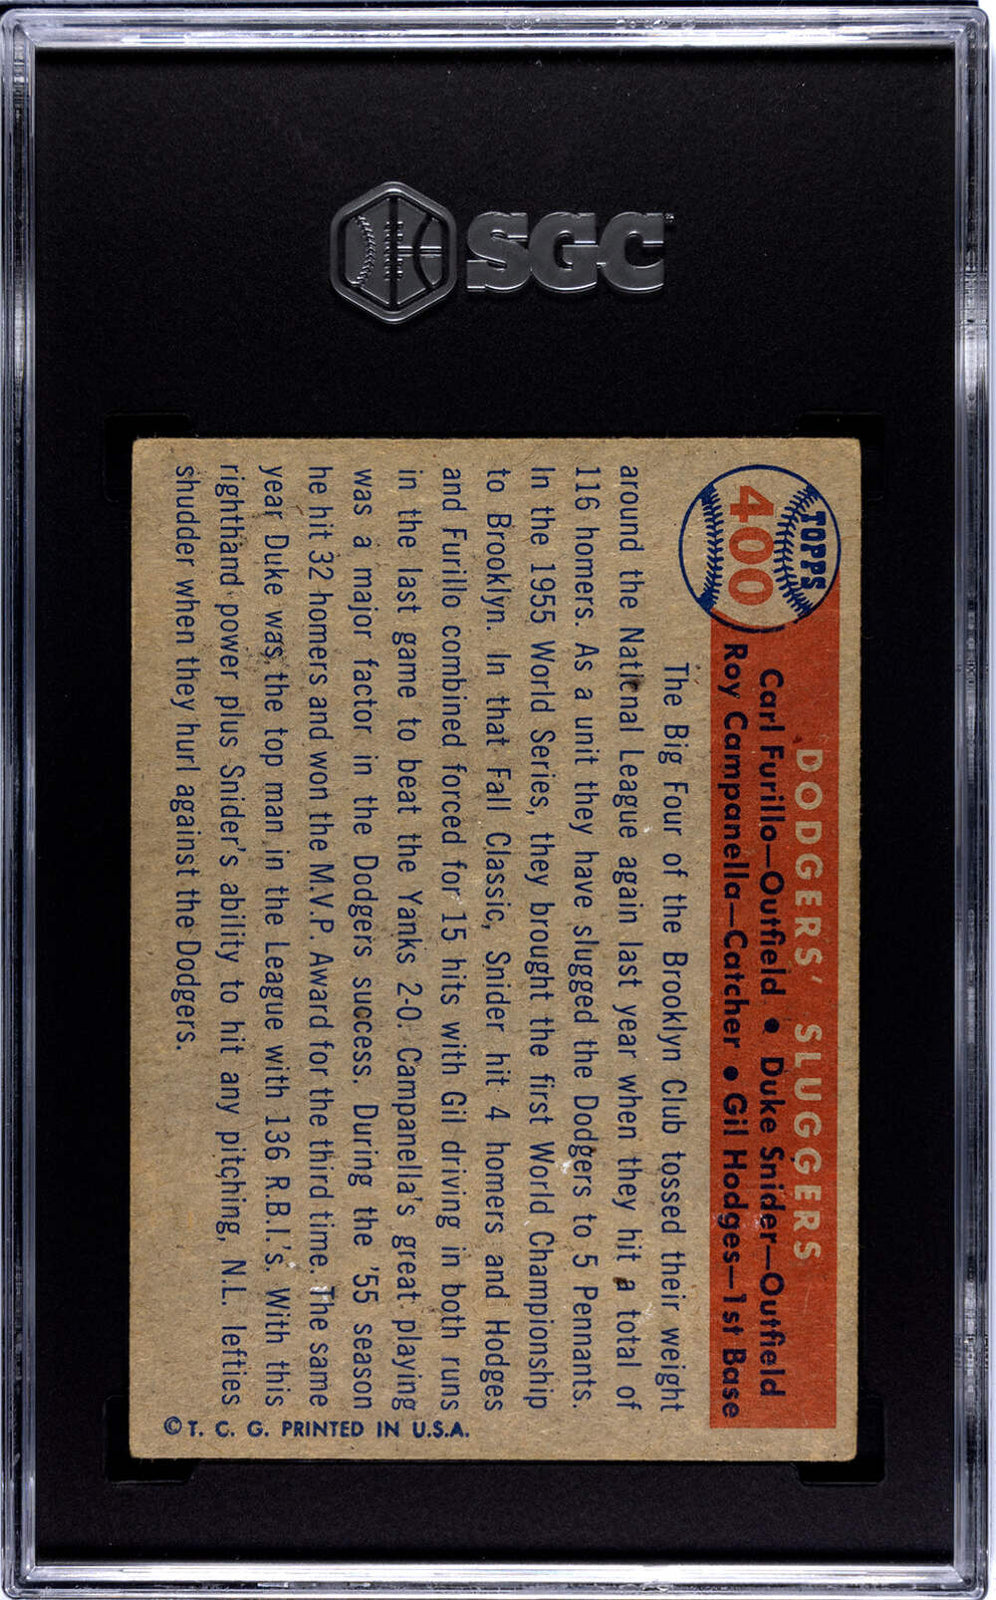 SGC
TOPPS
400
DODGERS' SLUGGERS
Carl Furillo—Outfield • Duke Snider—Outfield
Roy Campanella—Catcher • Gil Hodges—1st Base
The Big Four of the Brooklyn Club tossed their weight
around the National League again last year when they hit a total of
116 homers. As a unit they have slugged the Dodgers to 5 Pennants.
In the 1955 World Series, they brought the first World Championship
to Brooklyn. In that Fall Classic, Snider hit 4 homers and Hodges
and Furillo combined forced for 15 hits with Gil driving in both runs
in the last game to beat the Yanks 2-0. Campanella's great playing
was a major factor in the Dodgers success. During the '55 season
he hit 32 homers and won the M.V.P. Award for the third time. The same
year Duke was the top man in the League with 136 R.B.I.'s. With this
righthand power plus Snider's ability to hit any pitching, N.L. lefties
shudder when they hurl against the Dodgers.
© T. C. G. PRINTED IN U.S.A.